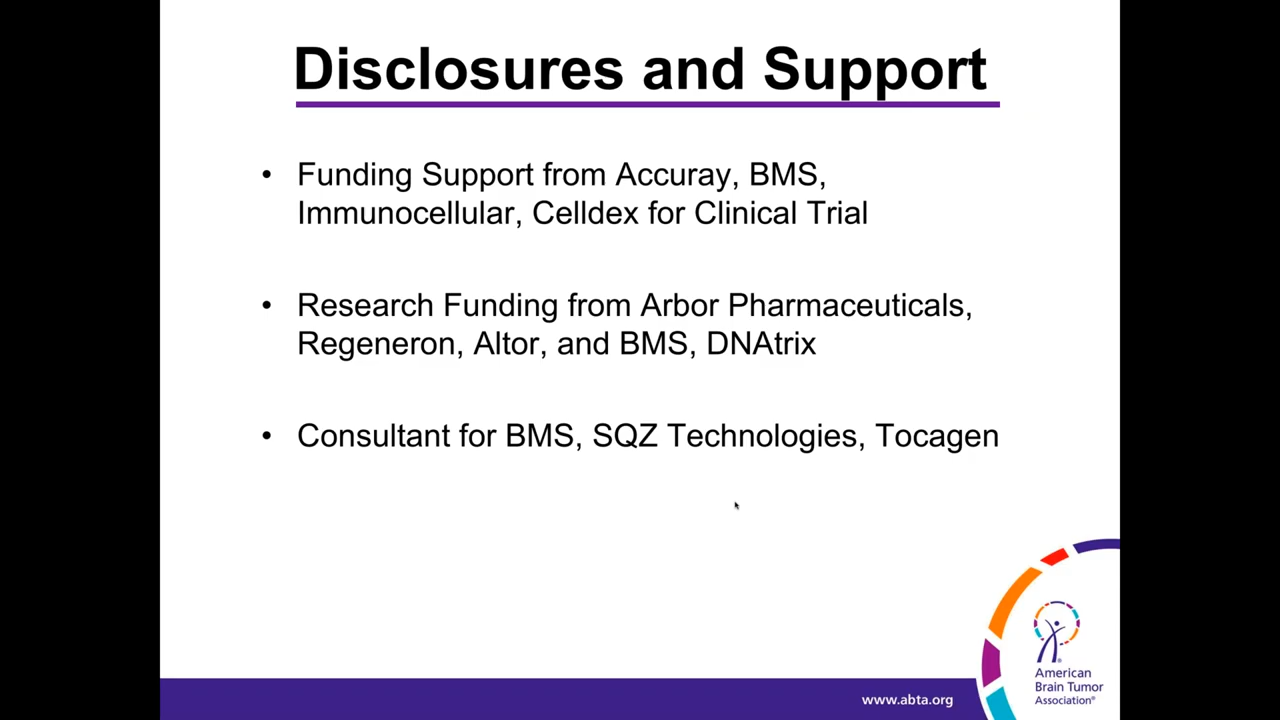 Disclosures and Support
• Funding Support from Accuray, BMS,
Immunocellular, Celldex for Clinical Trial
• Research Funding from Arbor Pharmaceuticals,
Regeneron, Altor, and BMS, DNAtrix
• Consultant for BMS, SQZ Technologies, Tocagen
www.abta.org
American
Brain Tumor
Association®